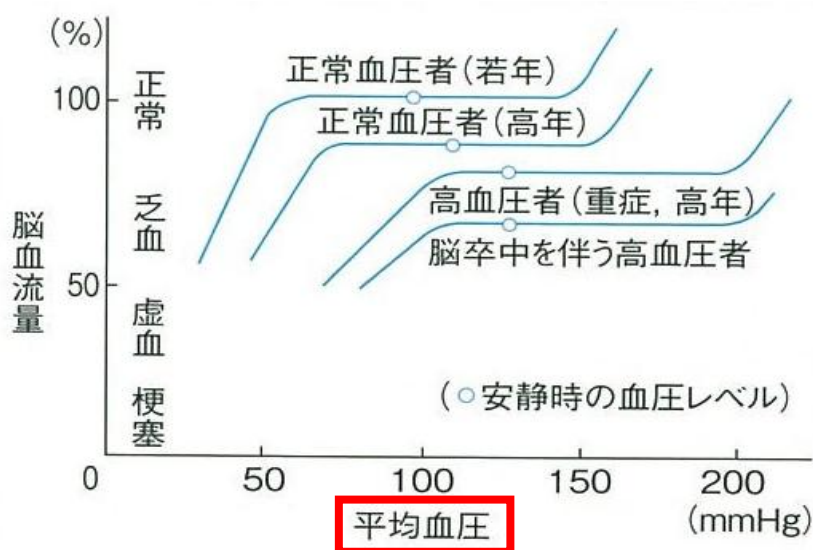 (%)
正常
乏血
虚血
梗塞
脳血流量
100
50
0
正常血圧者(若年)
正常血圧者(高年)
高血圧者(重症, 高年)
脳卒中を伴う高血圧者
(○安静時の血圧レベル)
50
100
150
200
平均血圧
(mmHg)